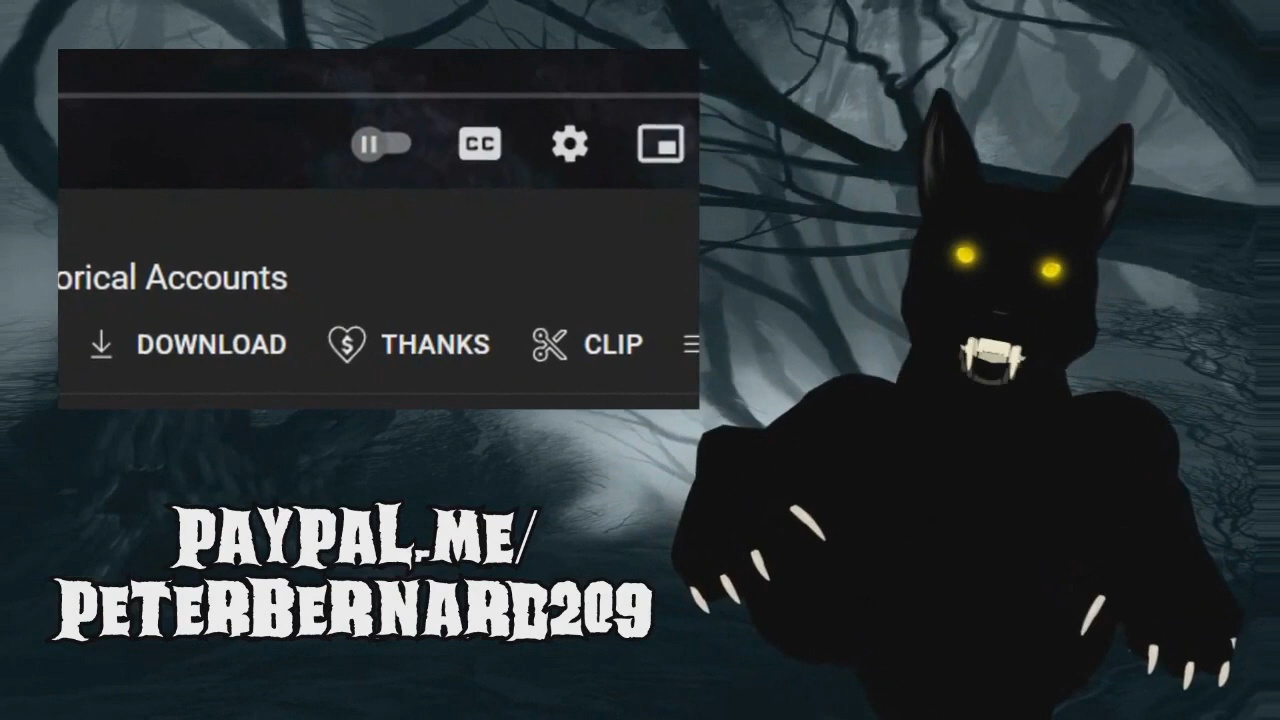 CC
orical Accounts
DOWNLOAD $ THANKS CLIP
PAYPAL.ME/
PETERBERNARD209